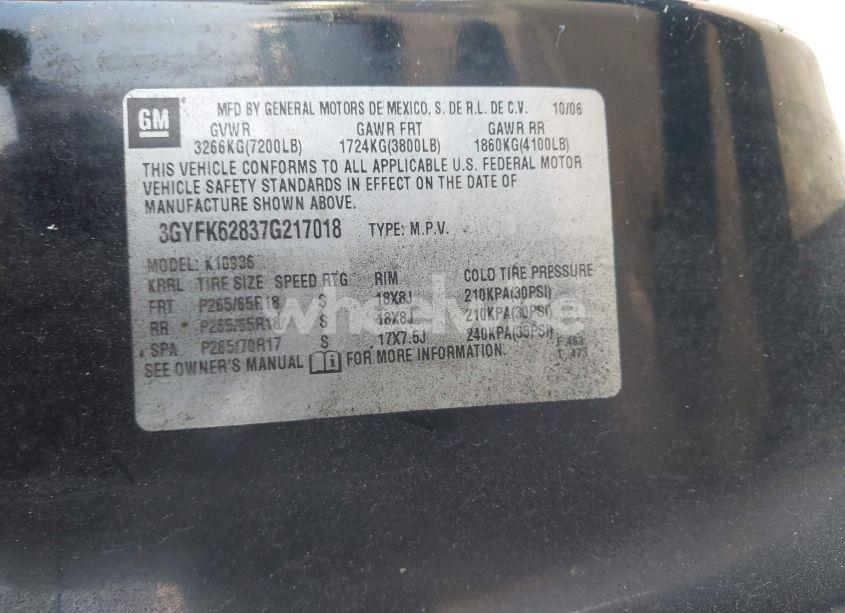 GM
MFD BY GENERAL MOTORS DE MEXICO, S. DE R.L. DE C.V. 10/06
GVWR GAWR FRT GAWR RR
3266KG(7200LB) 1724KG(3800LB) 1860KG(4100LB)
THIS VEHICLE CONFORMS TO ALL APPLICABLE U.S. FEDERAL MOTOR
VEHICLE SAFETY STANDARDS IN EFFECT ON THE DATE OF
MANUFACTURE SHOWN ABOVE.
3GYFK62837G217018 TYPE: M.P.V.
MODEL: K10936
KRRL TIRE SIZE SPEED RTG RIM COLD TIRE PRESSURE
FRT P265/65R18 S 18X8J 210KPA(30PSI)
RR P265/65R18 S 18X8J 210KPA(30PSI)
SPA P265/70R17 S 17X7.5J 240KPA(35PSI)
SEE OWNER'S MANUAL FOR MORE INFORMATION.